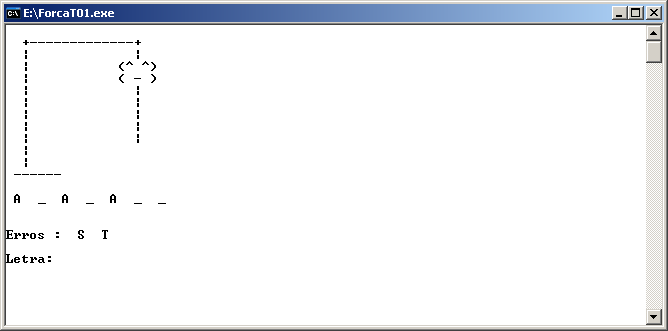 E:\ForcaT01.exe
A _ A _ A _ _
Erros : S T
Letra: